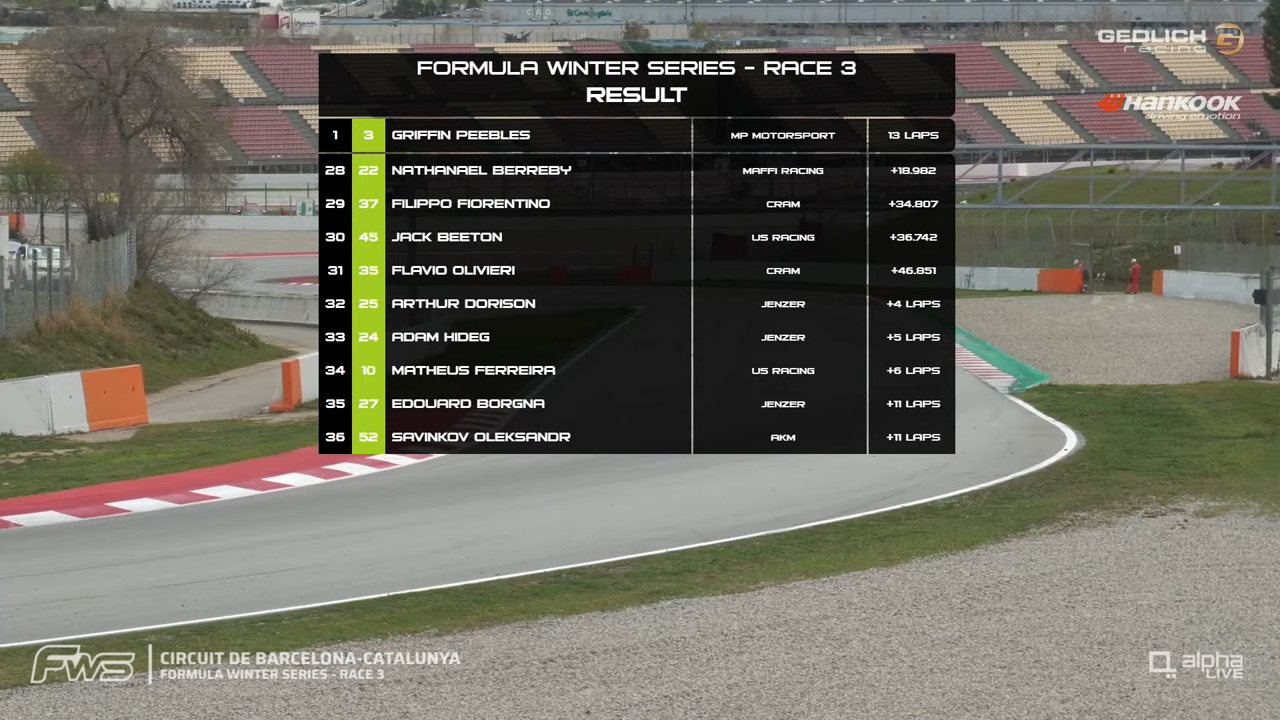 GEDLICH
racing
HANKOOK
driving emotion
FORMULA WINTER SERIES - RACE 3
RESULT
1 3 GRIFFIN PEEBLES MP MOTORSPORT 13 LAPS
28 22 NATHANAEL BERREBY MAFFI RACING +18.982
29 37 FILIPPO FIORENTINO CRAM +34.807
30 45 JACK BEETON US RACING +36.742
31 35 FLAVIO OLIVIERI CRAM +46.851
32 25 ARTHUR DORISON JENZER +4 LAPS
33 24 ADAM HIDEG JENZER +5 LAPS
34 10 MATHEUS FERREIRA US RACING +6 LAPS
35 27 EDOUARD BORGNA JENZER +11 LAPS
36 52 SAVINKOV OLEKSANDR AKM +11 LAPS
FWS CIRCUIT DE BARCELONA-CATALUNYA
FORMULA WINTER SERIES - RACE 3
alpha
LIVE